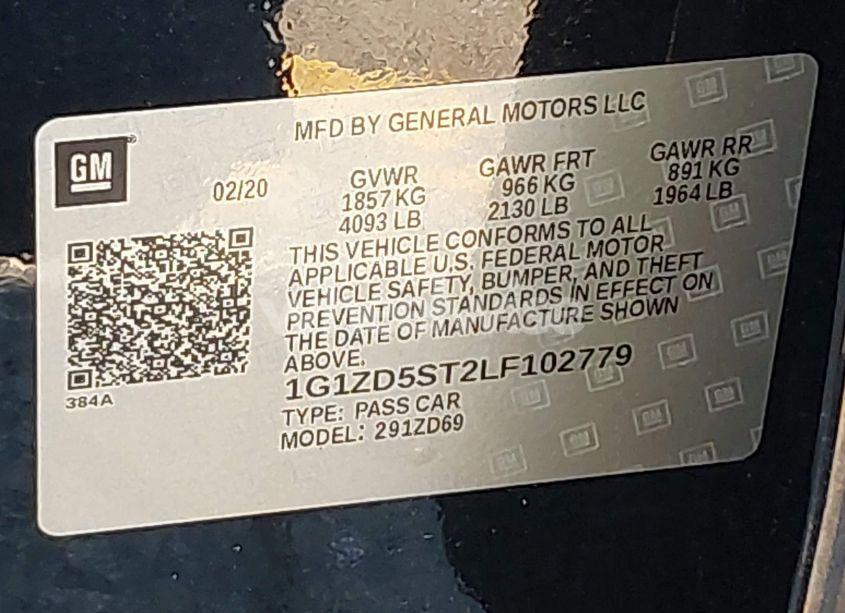 MFD BY GENERAL MOTORS LLC
GM
02/20
GVWR
1857 KG
4093 LB
GAWR FRT
966 KG
2130 LB
GAWR RR
891 KG
1964 LB
THIS VEHICLE CONFORMS TO ALL
APPLICABLE U.S. FEDERAL MOTOR
VEHICLE SAFETY, BUMPER, AND THEFT
PREVENTION STANDARDS IN EFFECT ON
THE DATE OF MANUFACTURE SHOWN
ABOVE.
1G1ZD5ST2LF102779
TYPE: PASS CAR
MODEL: 291ZD69
384A